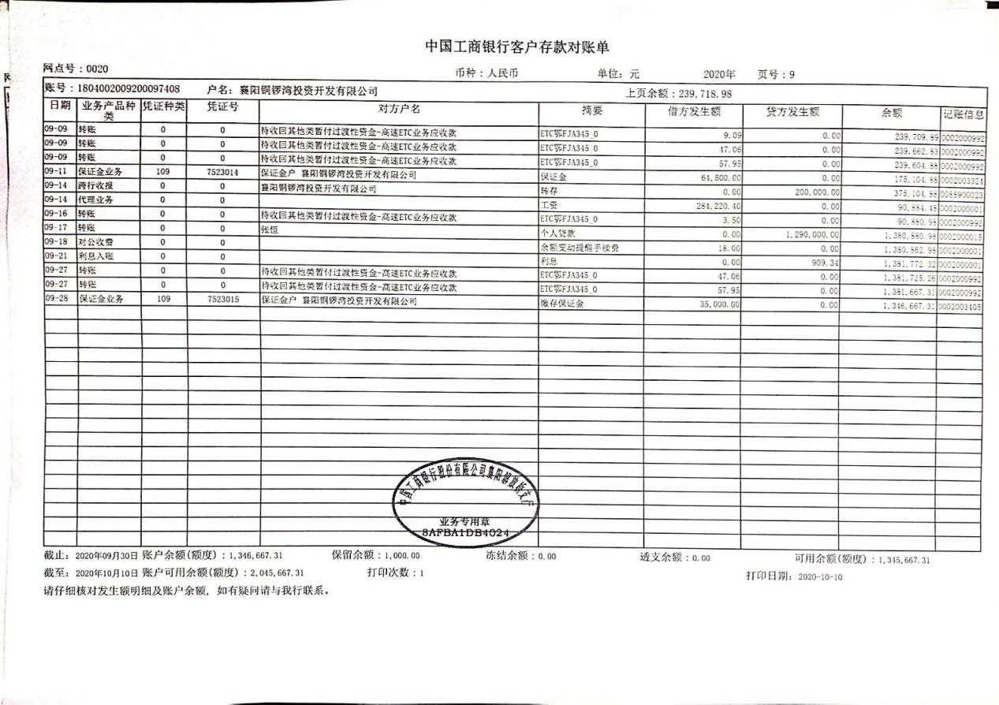 中国工商银行客户存款对账单
网点号：0020 币种：人民币 单位：元 2020年 页号：9
账号：1804002009200097408 户名：襄阳铜锣湾投资开发有限公司 上页余额：239,718.98
日期 业务产品种类 凭证种类 凭证号 对方户名 摘要 借方发生额 贷方发生额 余额 记账信息
09-09 转账 0 0 待收回其他类暂付过渡性资金-高速ETC业务应收款 ETC鄂FJA345_0 9.09 0.00 239,709.89 0002000992
09-09 转账 0 0 待收回其他类暂付过渡性资金-高速ETC业务应收款 ETC鄂FJA345_0 47.06 0.00 239,662.83 0002000992
09-09 转账 0 0 待收回其他类暂付过渡性资金-高速ETC业务应收款 ETC鄂FJA345_0 57.95 0.00 239,604.88 0002000992
09-11 保证金业务 109 7523014 保证金户 襄阳铜锣湾投资开发有限公司 保证金 64,500.00 0.00 175,104.88 0002003324
09-14 跨行收报 0 0 襄阳铜锣湾投资开发有限公司 转存 0.00 200,000.00 375,104.88 0088900023
09-14 代理业务 0 0 工资 284,220.40 0.00 90,884.48 0002000001
09-16 转账 0 0 待收回其他类暂付过渡性资金-高速ETC业务应收款 ETC鄂FJA345_0 3.50 0.00 90,880.98 0002000992
09-17 转账 0 0 张恒 个人贷款 0.00 1,290,000.00 1,380,880.98 0002000015
09-18 对公收费 0 0 余额变动提醒手续费 18.00 0.00 1,380,862.98 0002000001
09-21 利息入账 0 0 利息 0.00 909.34 1,381,772.32 0002000001
09-27 转账 0 0 待收回其他类暂付过渡性资金-高速ETC业务应收款 ETC鄂FJA345_0 47.06 0.00 1,381,725.26 0002000992
09-27 转账 0 0 待收回其他类暂付过渡性资金-高速ETC业务应收款 ETC鄂FJA345_0 57.95 0.00 1,381,667.31 0002000992
09-28 保证金业务 109 7523015 保证金户 襄阳铜锣湾投资开发有限公司 缴存保证金 35,000.00 0.00 1,346,667.31 0002003405
中国工商银行股份有限公司襄阳解放桥支行
业务专用章
8AFBA1DB4024
截止：2020年09月30日 账户余额(额度)：1,346,667.31 保留余额：1,000.00 冻结余额：0.00 透支余额：0.00 可用余额(额度)：1,345,667.31
截至：2020年10月10日 账户可用余额(额度)：2,045,667.31 打印次数：1 打印日期：2020-10-10
请仔细核对发生额明细及账户余额，如有疑问请与我行联系。